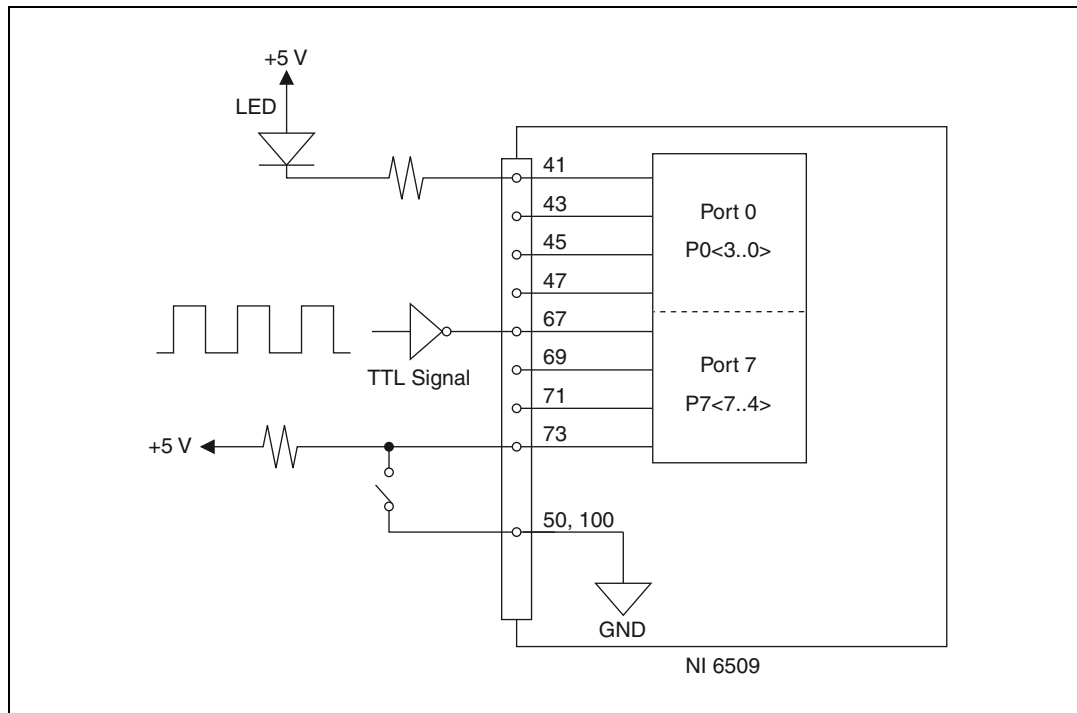 +5 V
LED
41
43
45
47
67
69
71
73
50, 100
Port 0
P0<3..0>
Port 7
P7<7..4>
TTL Signal
+5 V
GND
NI 6509